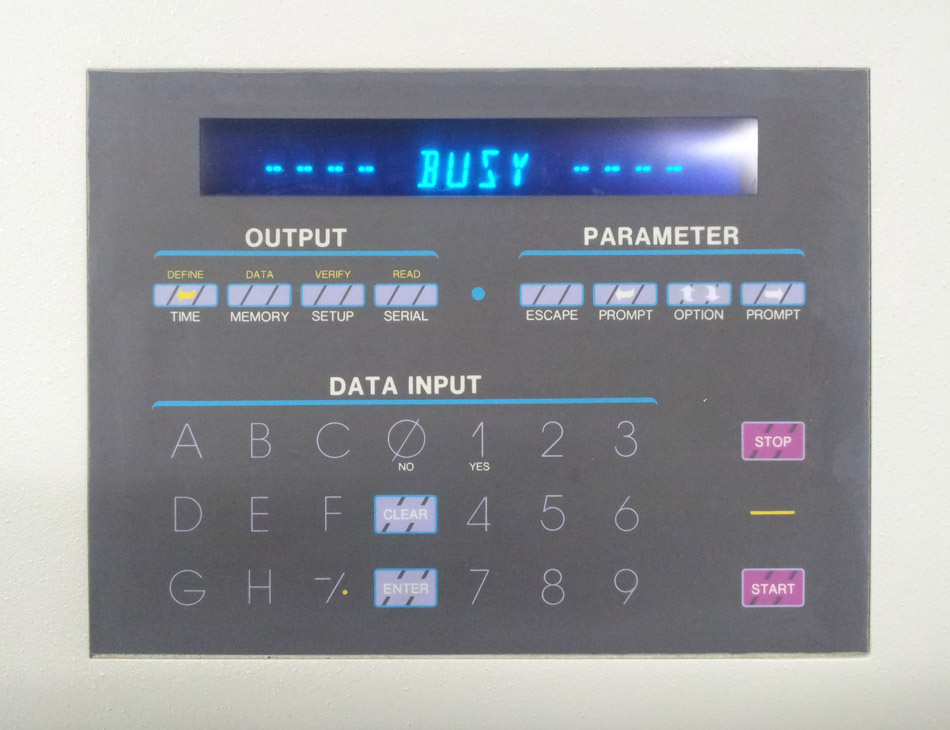 ---- BUSY ----
OUTPUT PARAMETER
DEFINE DATA VERIFY READ
TIME MEMORY SETUP SERIAL ESCAPE PROMPT OPTION PROMPT
DATA INPUT
A B C Ø 1 2 3 STOP
NO YES
D E F CLEAR 4 5 6
G H -/. ENTER 7 8 9 START